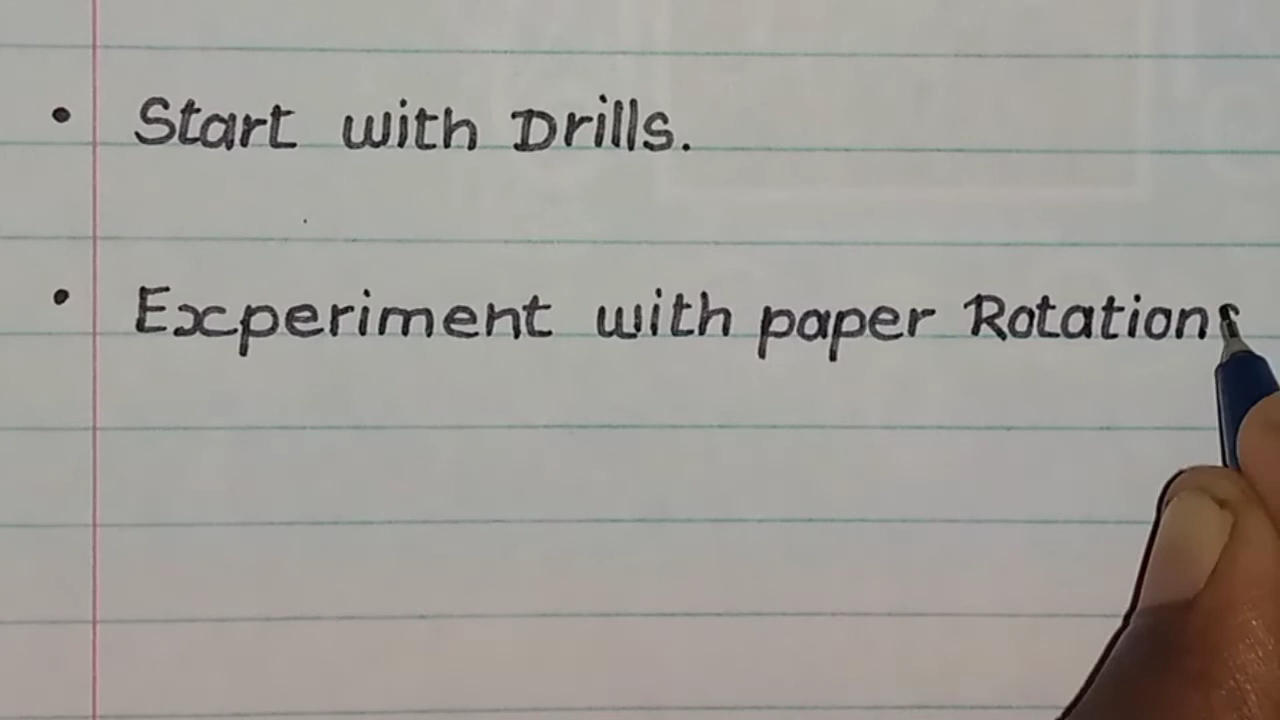 • Start with Drills.
• Experiment with paper Rotations